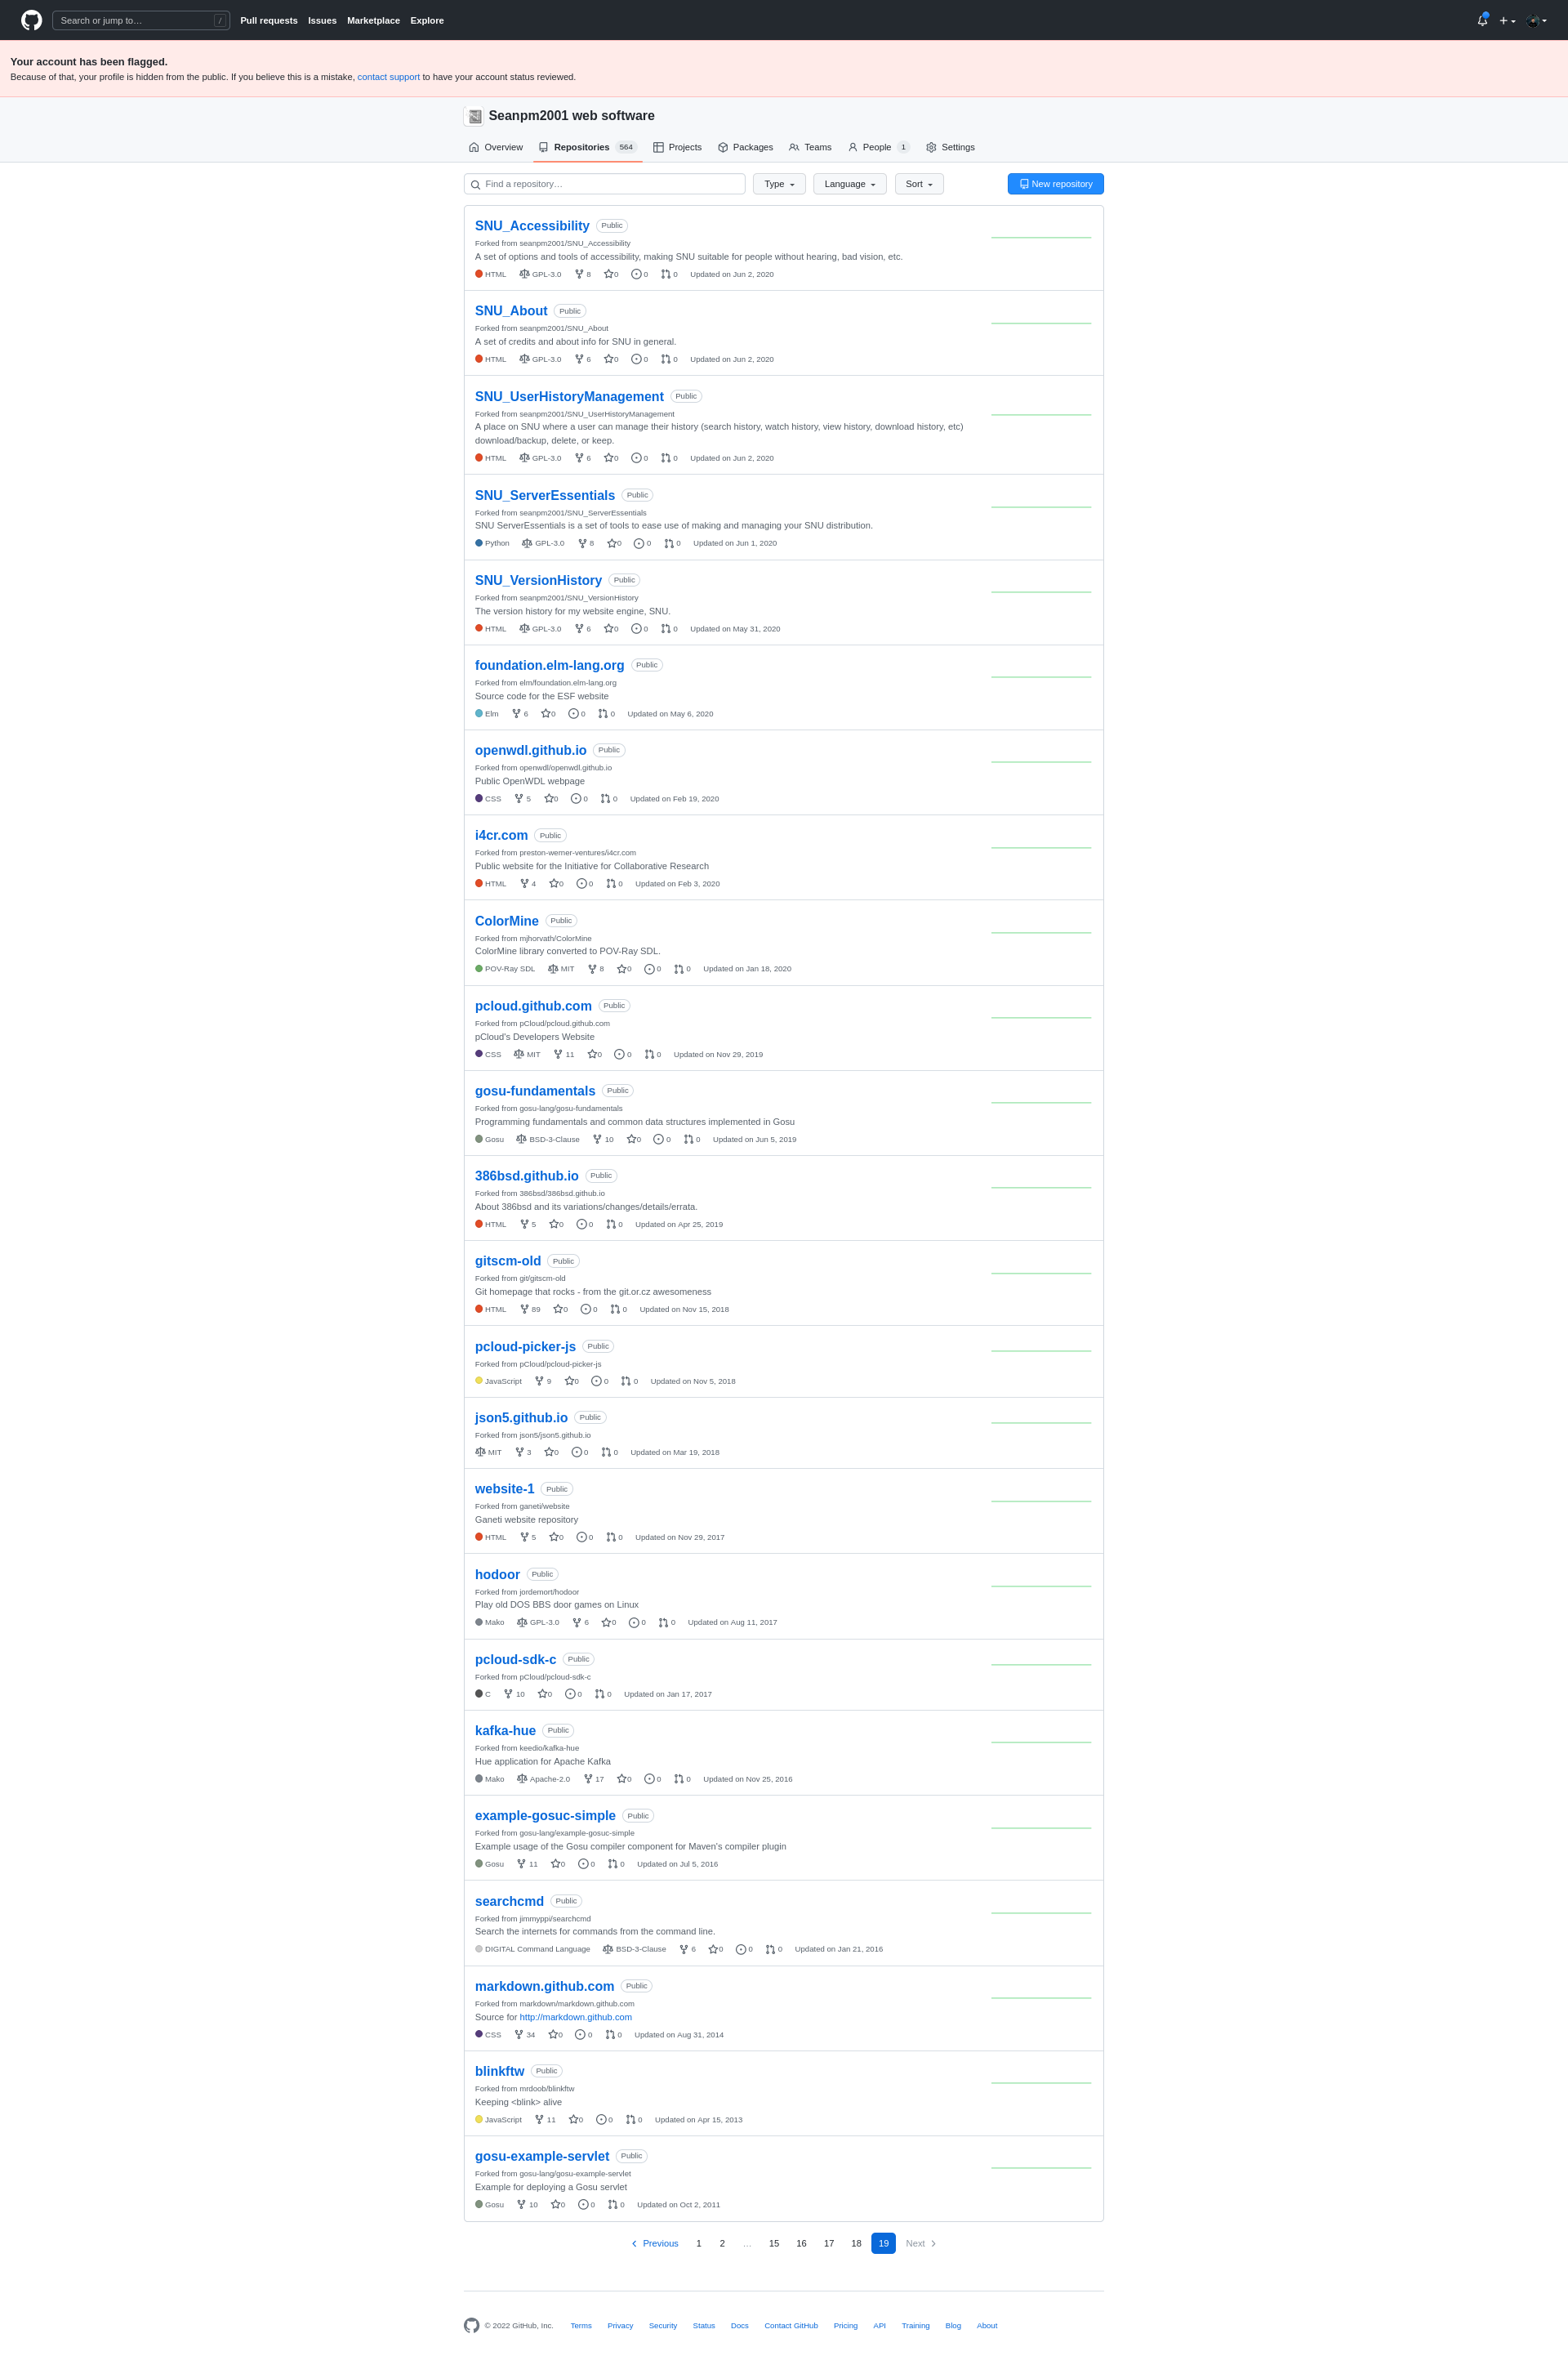 Search or jump to… /
Pull requests Issues Marketplace Explore
Your account has been flagged.
Because of that, your profile is hidden from the public. If you believe this is a mistake, contact support to have your account status reviewed.
Seanpm2001 web software
Overview Repositories 564 Projects Packages Teams People 1 Settings
Find a repository… Type Language Sort New repository
SNU_Accessibility Public
Forked from seanpm2001/SNU_Accessibility
A set of options and tools of accessibility, making SNU suitable for people without hearing, bad vision, etc.
HTML GPL-3.0 8 0 0 0 Updated on Jun 2, 2020
SNU_About Public
Forked from seanpm2001/SNU_About
A set of credits and about info for SNU in general.
HTML GPL-3.0 6 0 0 0 Updated on Jun 2, 2020
SNU_UserHistoryManagement Public
Forked from seanpm2001/SNU_UserHistoryManagement
A place on SNU where a user can manage their history (search history, watch history, view history, download history, etc)
download/backup, delete, or keep.
HTML GPL-3.0 6 0 0 0 Updated on Jun 2, 2020
SNU_ServerEssentials Public
Forked from seanpm2001/SNU_ServerEssentials
SNU ServerEssentials is a set of tools to ease use of making and managing your SNU distribution.
Python GPL-3.0 8 0 0 0 Updated on Jun 1, 2020
SNU_VersionHistory Public
Forked from seanpm2001/SNU_VersionHistory
The version history for my website engine, SNU.
HTML GPL-3.0 6 0 0 0 Updated on May 31, 2020
foundation.elm-lang.org Public
Forked from elm/foundation.elm-lang.org
Source code for the ESF website
Elm 6 0 0 0 Updated on May 6, 2020
openwdl.github.io Public
Forked from openwdl/openwdl.github.io
Public OpenWDL webpage
CSS 5 0 0 0 Updated on Feb 19, 2020
i4cr.com Public
Forked from preston-werner-ventures/i4cr.com
Public website for the Initiative for Collaborative Research
HTML 4 0 0 0 Updated on Feb 3, 2020
ColorMine Public
Forked from mjhorvath/ColorMine
ColorMine library converted to POV-Ray SDL.
POV-Ray SDL MIT 8 0 0 0 Updated on Jan 18, 2020
pcloud.github.com Public
Forked from pCloud/pcloud.github.com
pCloud's Developers Website
CSS MIT 11 0 0 0 Updated on Nov 29, 2019
gosu-fundamentals Public
Forked from gosu-lang/gosu-fundamentals
Programming fundamentals and common data structures implemented in Gosu
Gosu BSD-3-Clause 10 0 0 0 Updated on Jun 5, 2019
386bsd.github.io Public
Forked from 386bsd/386bsd.github.io
About 386bsd and its variations/changes/details/errata.
HTML 5 0 0 0 Updated on Apr 25, 2019
gitscm-old Public
Forked from git/gitscm-old
Git homepage that rocks - from the git.or.cz awesomeness
HTML 89 0 0 0 Updated on Nov 15, 2018
pcloud-picker-js Public
Forked from pCloud/pcloud-picker-js
JavaScript 9 0 0 0 Updated on Nov 5, 2018
json5.github.io Public
Forked from json5/json5.github.io
MIT 3 0 0 0 Updated on Mar 19, 2018
website-1 Public
Forked from ganeti/website
Ganeti website repository
HTML 5 0 0 0 Updated on Nov 29, 2017
hodoor Public
Forked from jordemort/hodoor
Play old DOS BBS door games on Linux
Mako GPL-3.0 6 0 0 0 Updated on Aug 11, 2017
pcloud-sdk-c Public
Forked from pCloud/pcloud-sdk-c
C 10 0 0 0 Updated on Jan 17, 2017
kafka-hue Public
Forked from keedio/kafka-hue
Hue application for Apache Kafka
Mako Apache-2.0 17 0 0 0 Updated on Nov 25, 2016
example-gosuc-simple Public
Forked from gosu-lang/example-gosuc-simple
Example usage of the Gosu compiler component for Maven's compiler plugin
Gosu 11 0 0 0 Updated on Jul 5, 2016
searchcmd Public
Forked from jimmyppi/searchcmd
Search the internets for commands from the command line.
DIGITAL Command Language BSD-3-Clause 6 0 0 0 Updated on Jan 21, 2016
markdown.github.com Public
Forked from markdown/markdown.github.com
Source for http://markdown.github.com
CSS 34 0 0 0 Updated on Aug 31, 2014
blinkftw Public
Forked from mrdoob/blinkftw
Keeping <blink> alive
JavaScript 11 0 0 0 Updated on Apr 15, 2013
gosu-example-servlet Public
Forked from gosu-lang/gosu-example-servlet
Example for deploying a Gosu servlet
Gosu 10 0 0 0 Updated on Oct 2, 2011
Previous 1 2 … 15 16 17 18 19 Next
© 2022 GitHub, Inc. Terms Privacy Security Status Docs Contact GitHub Pricing API Training Blog About